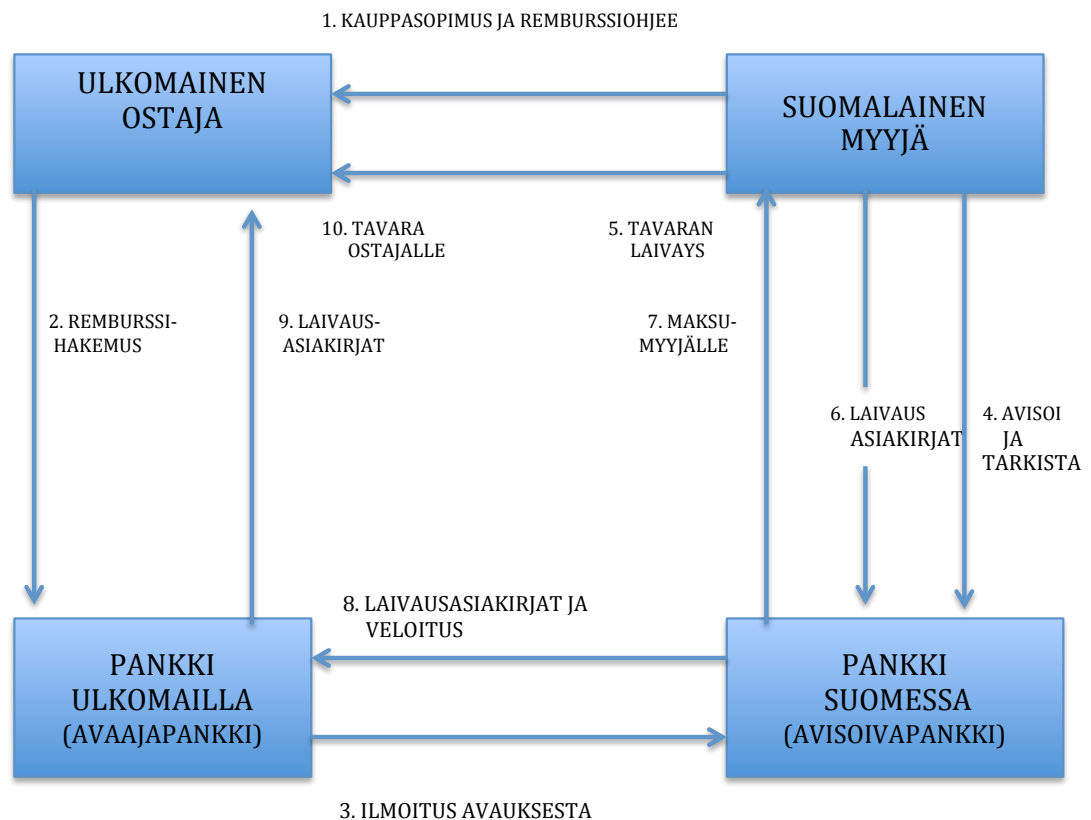 1. KAUPPASOPIMUS JA REMBURSSIOHJEE
ULKOMAINEN
OSTAJA
SUOMALAINEN
MYYJÄ
10. TAVARA
OSTAJALLE
5. TAVARAN
LAIVAYS
2. REMBURSSI-
HAKEMUS
9. LAIVAUS-
ASIAKIRJAT
7. MAKSU-
MYYJÄLLE
6. LAIVAUS
ASIAKIRJAT
4. AVISOI
JA
TARKISTA
8. LAIVAUSASIAKIRJAT JA
VELOITUS
PANKKI
ULKOMAILLA
(AVAAJAPANKKI)
PANKKI
SUOMESSA
(AVISOIVAPANKKI)
3. ILMOITUS AVAUKSESTA